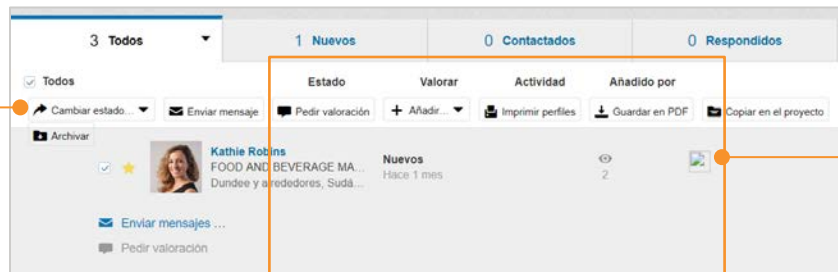 3 Todos
1 Nuevos
0 Contactados
0 Respondidos
Todos
Estado
Valorar
Actividad
Añadido por
Cambiar estado...
Enviar mensaje
Pedir valoración
Añadir...
Imprimir perfiles
Guardar en PDF
Copiar en el proyecto
Archivar
Kathie Robins
FOOD AND BEVERAGE MA...
Dundee y alrededores, Sudá...
Nuevos
Hace 1 mes
2
Enviar mensajes ...
Pedir valoración